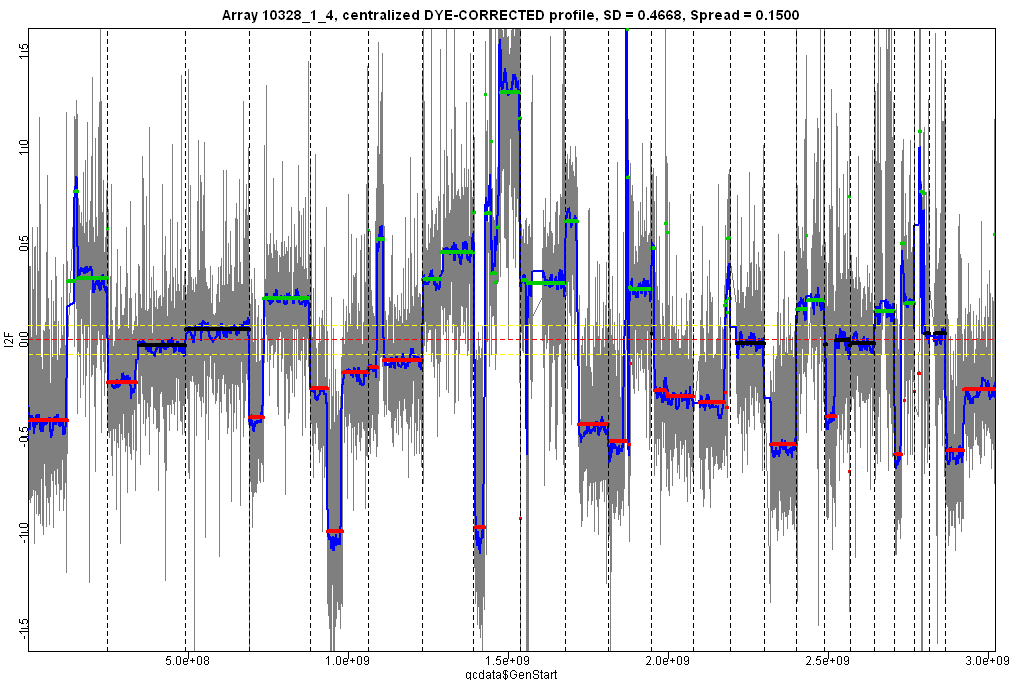 Array 10328_1_4, centralized DYE-CORRECTED profile, SD = 0.4668, Spread = 0.1500
1.5
1.0
0.5
0.0
-0.5
-1.0
-1.5
l2F
5.0e+08 1.0e+09 1.5e+09 2.0e+09 2.5e+09 3.0e+09
qcdata$GenStart